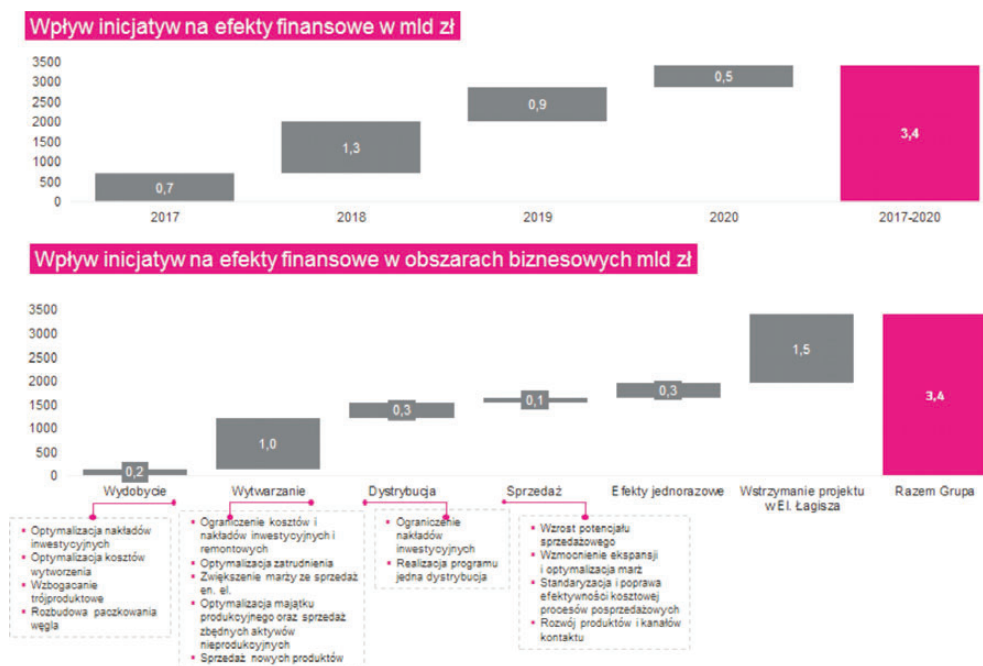 Wpływ inicjatyw na efekty finansowe w mld zł
3500
3000
2500
2000
1500
1000
500
0
0,7
1,3
0,9
0,5
3,4
2017
2018
2019
2020
2017-2020
Wpływ inicjatyw na efekty finansowe w obszarach biznesowych mld zł
3500
3000
2500
2000
1500
1000
500
0
0,2
1,0
0,3
0,1
0,3
1,5
3,4
Wydobycie
Wytwarzanie
Dystrybucja
Sprzedaż
Efekty jednorazowe
Wstrzymanie projektu
w El. Łagisza
Razem Grupa
Optymalizacja nakładów
inwestycyjnych
Optymalizacja kosztów
wytworzenia
Wzbogacanie
trójproduktowe
Rozbudowa paczkowania
węgla
Ograniczenie kosztów i
nakładów inwestycyjnych i
remontowych
Optymalizacja zatrudnienia
Zwiększenie marży ze sprzedaż
en. el.
Optymalizacja majątku
produkcyjnego oraz sprzedaż
zbędnych aktywów
nieprodukcyjnych
Sprzedaż nowych produktów
Ograniczenie
nakładów
inwestycyjnych
Realizacja programu
jedna dystrybucja
Wzrost potencjału
sprzedażowego
Wzmocnienie ekspansji
i optymalizacja marż
Standaryzacja i poprawa
efektywności kosztowej
procesów posprzedażowych
Rozwój produktów i kanałów
kontaktu